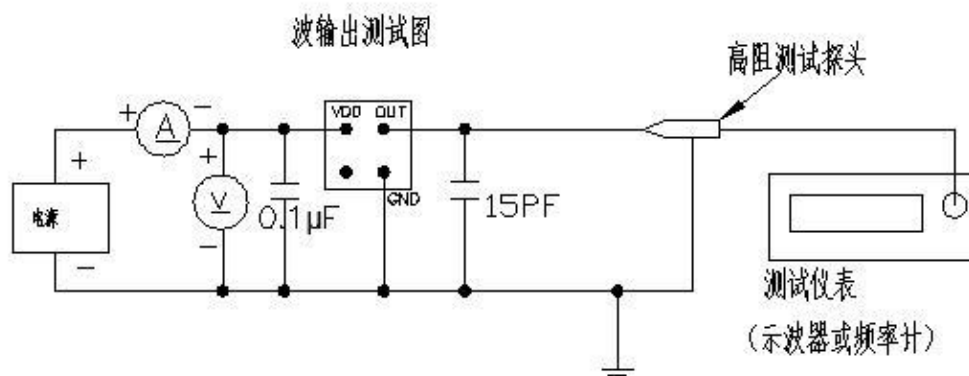 波输出测试图
高阻测试探头
+ A -
VDD OUT
+
+
V
电源
0.1μF
GND
15PF
-
-
测试仪表
（示波器或频率计）